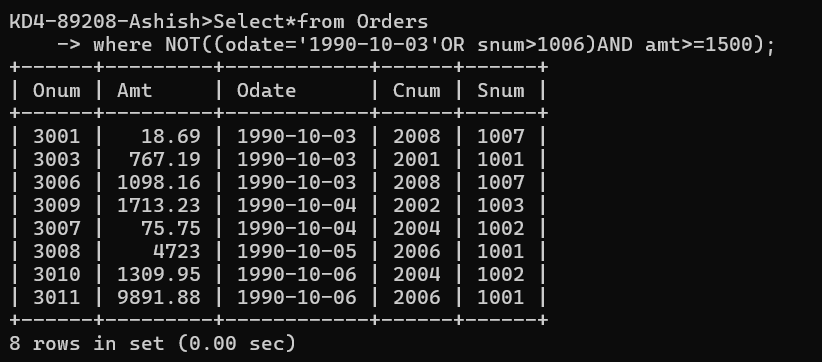 KD4-89208-Ashish>Select*from Orders
    -> where NOT((odate='1990-10-03'OR snum>1006)AND amt>=1500);
+------+---------+------------+------+------+
| Onum | Amt     | Odate      | Cnum | Snum |
+------+---------+------------+------+------+
| 3001 |   18.69 | 1990-10-03 | 2008 | 1007 |
| 3003 |  767.19 | 1990-10-03 | 2001 | 1001 |
| 3006 | 1098.16 | 1990-10-03 | 2008 | 1007 |
| 3009 | 1713.23 | 1990-10-04 | 2002 | 1003 |
| 3007 |   75.75 | 1990-10-04 | 2004 | 1002 |
| 3008 |    4723 | 1990-10-05 | 2006 | 1001 |
| 3010 | 1309.95 | 1990-10-06 | 2004 | 1002 |
| 3011 | 9891.88 | 1990-10-06 | 2006 | 1001 |
+------+---------+------------+------+------+
8 rows in set (0.00 sec)